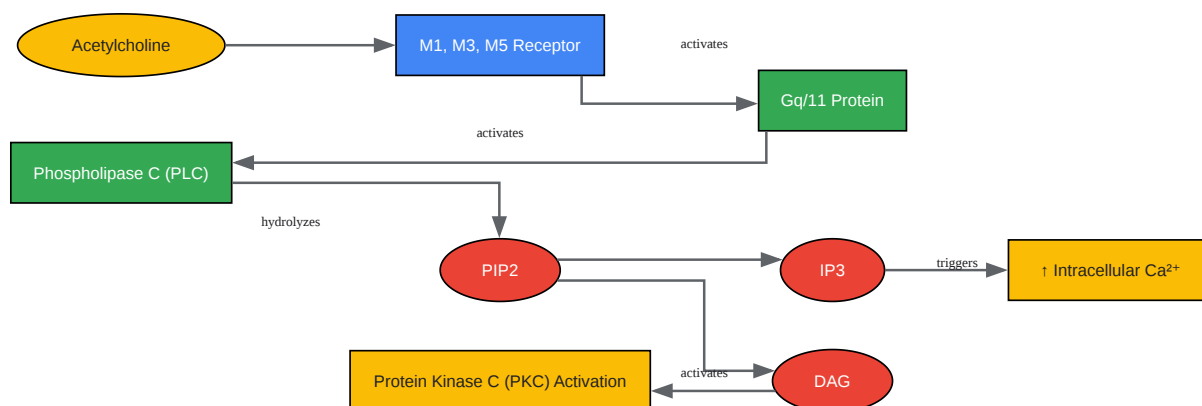 Acetylcholine
M1, M3, M5 Receptor
activates
Gq/11 Protein
activates
Phospholipase C (PLC)
hydrolyzes
PIP2
IP3
triggers
↑ Intracellular Ca²⁺
activates
Protein Kinase C (PKC) Activation
DAG